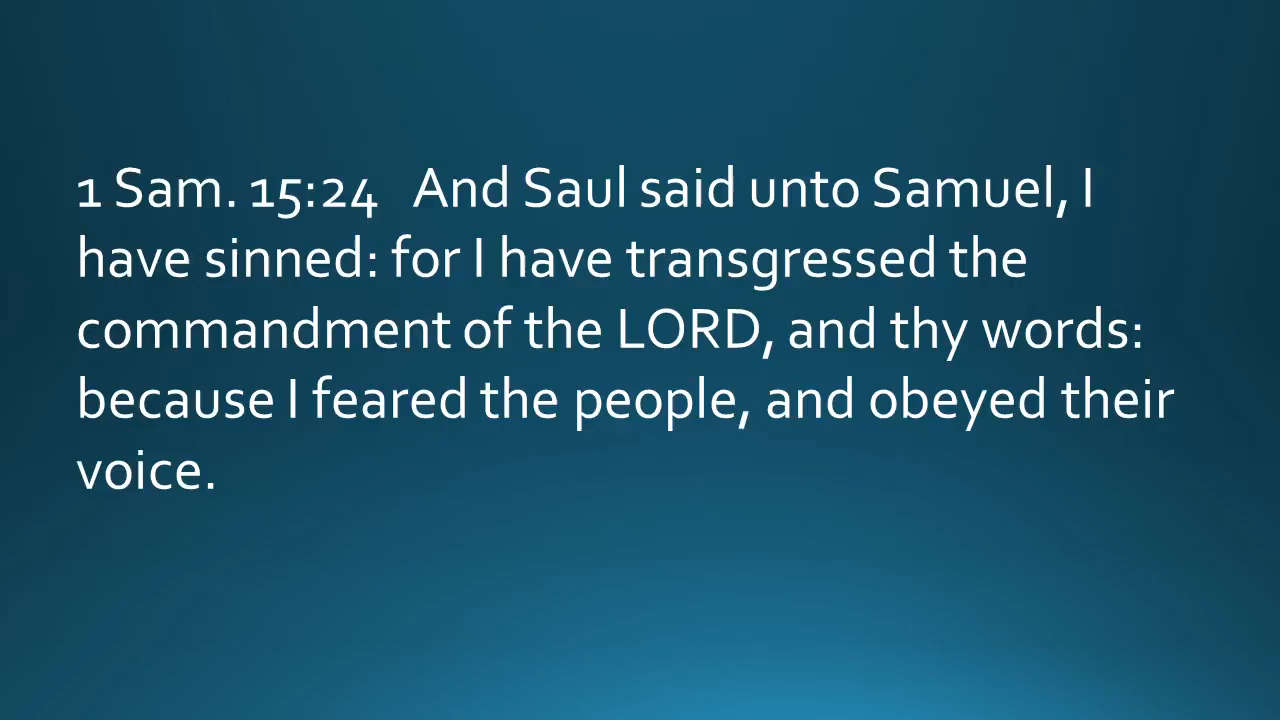 1 Sam. 15:24   And Saul said unto Samuel, I
have sinned: for I have transgressed the
commandment of the LORD, and thy words:
because I feared the people, and obeyed their
voice.